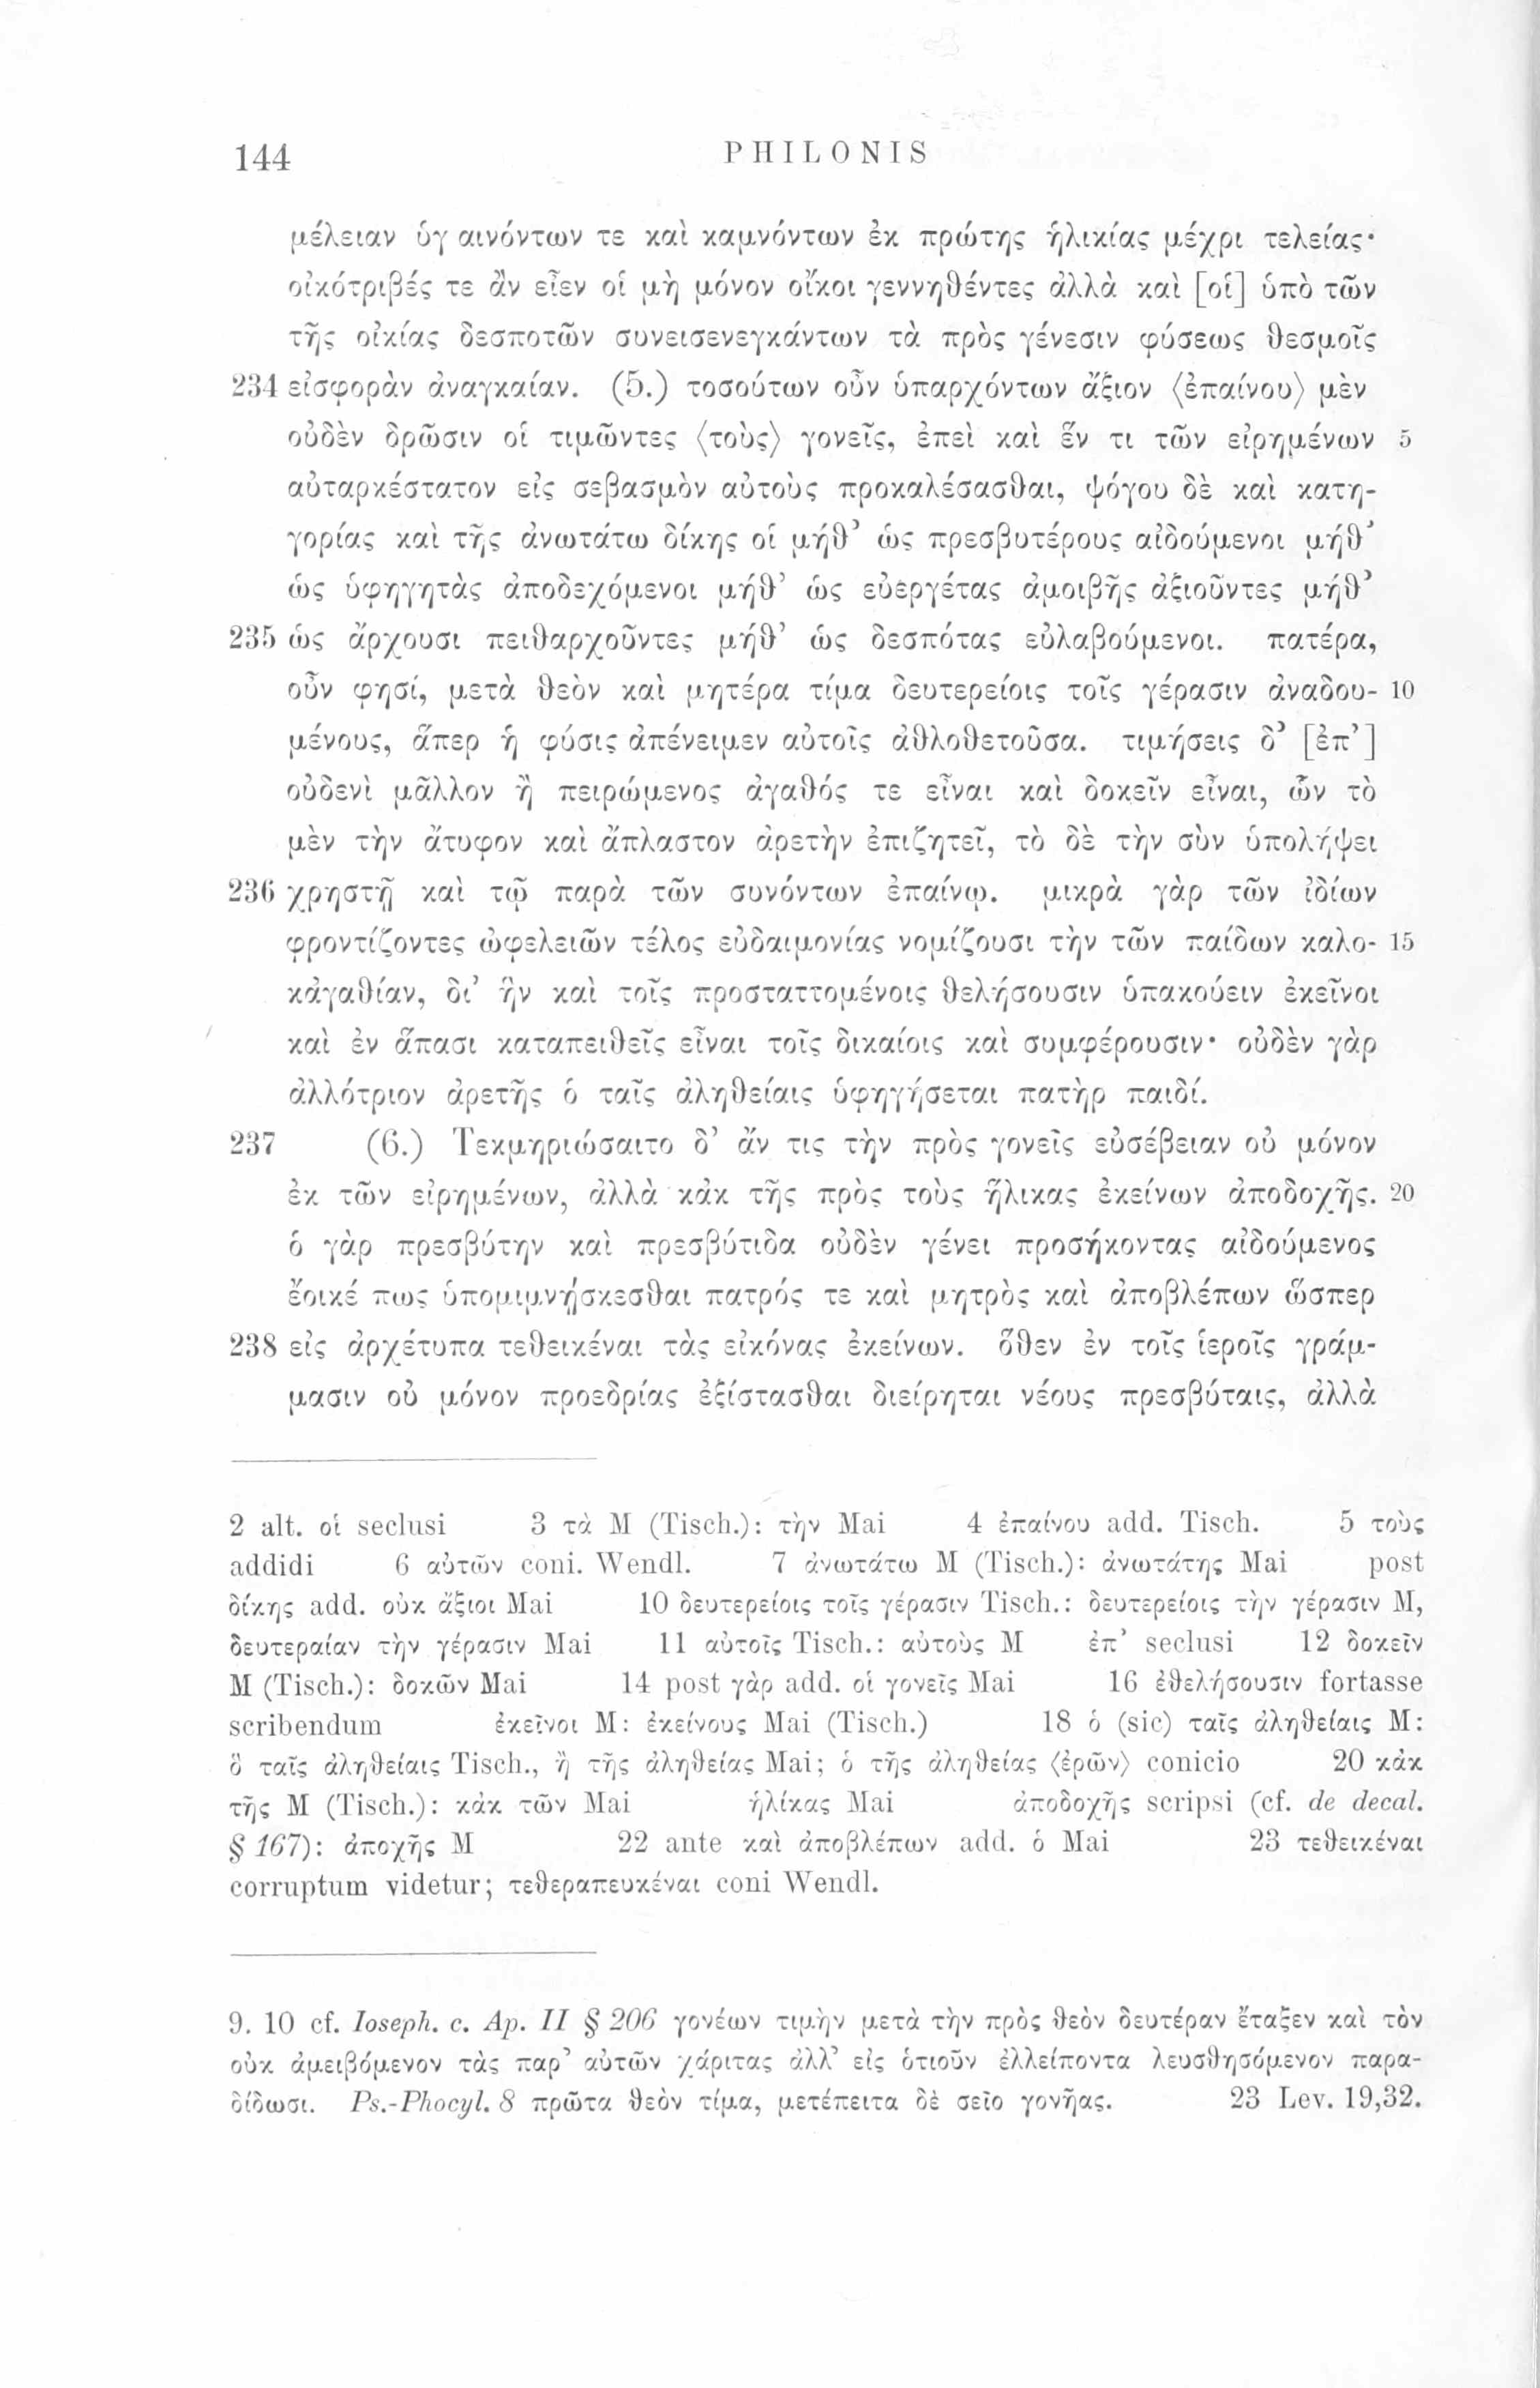 144 PHILONIS
μέλειαν ὑγ αινόντων τε καὶ καμνόντων ἐκ πρώτης ἡλικίας μέχρι τελείας·
οἰκότριβές τε ἂν εἶεν οἱ μὴ μόνον οἴκοι γεννηθέντες ἀλλὰ καὶ [οἱ] ὑπὸ τῶν
τῆς οἰκίας δεσποτῶν συνεισενεγκάντων τὰ πρὸς γένεσιν φύσεως θεσμοῖς
234 εἰσφορὰν ἀναγκαίαν. (5.) τοσούτων οὖν ὑπαρχόντων ἄξιον ⟨ἐπαίνου⟩ μὲν
οὐδὲν δρῶσιν οἱ τιμῶντες ⟨τοὺς⟩ γονεῖς, ἐπεὶ καὶ ἕν τι τῶν εἰρημένων 5
αὐταρκέστατον εἰς σεβασμὸν αὐτοὺς προκαλέσασθαι, ψόγου δὲ καὶ κατη-
γορίας καὶ τῆς ἀνωτάτω δίκης οἱ μήθ’ ὡς πρεσβυτέρους αἰδούμενοι μήθ’
ὡς ὑφηγητὰς ἀποδεχόμενοι μήθ’ ὡς εὐεργέτας ἀμοιβῆς ἀξιοῦντες μήθ’
235 ὡς ἄρχουσι πειθαρχοῦντες μήθ’ ὡς δεσπότας εὐλαβούμενοι. πατέρα,
οὖν φησί, μετὰ θεὸν καὶ μητέρα τίμα δευτερείοις τοῖς γέρασιν ἀναδου- 10
μένους, ἅπερ ἡ φύσις ἀπένειμεν αὐτοῖς ἀθλοθετοῦσα. τιμήσεις δ’ [ἐπ’]
οὐδενὶ μᾶλλον ἢ πειρώμενος ἀγαθός τε εἶναι καὶ δοκεῖν εἶναι, ὧν τὸ
μὲν τὴν ἄτυφον καὶ ἄπλαστον ἀρετὴν ἐπιζητεῖ, τὸ δὲ τὴν σὺν ὑπολήψει
236 χρηστῇ καὶ τῷ παρὰ τῶν συνόντων ἐπαίνῳ. μικρὰ γὰρ τῶν ἰδίων
φροντίζοντες ὠφελειῶν τέλος εὐδαιμονίας νομίζουσι τὴν τῶν παίδων καλο- 15
κἀγαθίαν, δι’ ἣν καὶ τοῖς προσταττομένοις θελήσουσιν ὑπακούειν ἐκεῖνοι
καὶ ἐν ἅπασι καταπειθεῖς εἶναι τοῖς δικαίοις καὶ συμφέρουσιν· οὐδὲν γὰρ
ἀλλότριον ἀρετῆς ὁ ταῖς ἀληθείαις ὑφηγήσεται πατὴρ παιδί.
237 (6.) Τεκμηριώσαιτο δ’ ἄν τις τὴν πρὸς γονεῖς εὐσέβειαν οὐ μόνον
ἐκ τῶν εἰρημένων, ἀλλὰ κἀκ τῆς πρὸς τοὺς ἥλικας ἐκείνων ἀποδοχῆς. 20
ὁ γὰρ πρεσβύτην καὶ πρεσβύτιδα οὐδὲν γένει προσήκοντας αἰδούμενος
ἔοικέ πως ὑπομιμνῄσκεσθαι πατρός τε καὶ μητρὸς καὶ ἀποβλέπων ὥσπερ
238 εἰς ἀρχέτυπα τεθεικέναι τὰς εἰκόνας ἐκείνων. ὅθεν ἐν τοῖς ἱεροῖς γράμ-
μασιν οὐ μόνον προεδρίας ἐξίστασθαι διείρηται νέους πρεσβύταις, ἀλλὰ
2 alt. οἱ seclusi 3 τὰ M (Tisch.): τὴν Mai 4 ἐπαίνου add. Tisch. 5 τοὺς
addidi 6 αὐτῶν coni. Wendl. 7 ἀνωτάτω M (Tisch.): ἀνωτάτης Mai post
δίκης add. οὐκ ἄξιοι Mai 10 δευτερείοις τοῖς γέρασιν Tisch.: δευτερείοις τὴν γέρασιν M,
δευτεραίαν τὴν γέρασιν Mai 11 αὐτοῖς Tisch.: αὐτοὺς M ἐπ’ seclusi 12 δοκεῖν
M (Tisch.): δοκῶν Mai 14 post γὰρ add. οἱ γονεῖς Mai 16 ἐθελήσουσιν fortasse
scribendum ἐκεῖνοι M: ἐκείνους Mai (Tisch.) 18 ὁ (sic) ταῖς ἀληθείαις M:
ὃ ταῖς ἀληθείαις Tisch., ἢ τῆς ἀληθείας Mai; ὁ τῆς ἀληθείας ⟨ἐρῶν⟩ conicio 20 κἀκ
τῆς M (Tisch.): κἀκ τῶν Mai ἡλίκας Mai ἀποδοχῆς scripsi (cf. de decal.
§ 167): ἀποχῆς M 22 ante καὶ ἀποβλέπων add. ὁ Mai 23 τεθεικέναι
corruptum videtur; τεθεραπευκέναι coni Wendl.
9. 10 cf. Ioseph. c. Ap. II § 206 γονέων τιμὴν μετὰ τὴν πρὸς θεὸν δευτέραν ἔταξεν καὶ τὸν
οὐκ ἀμειβόμενον τὰς παρ’ αὐτῶν χάριτας ἀλλ’ εἰς ὁτιοῦν ἐλλείποντα λευσθησόμενον παρα-
δίδωσι. Ps.-Phocyl. 8 πρῶτα θεὸν τίμα, μετέπειτα δὲ σεῖο γονῆας. 23 Lev. 19,32.